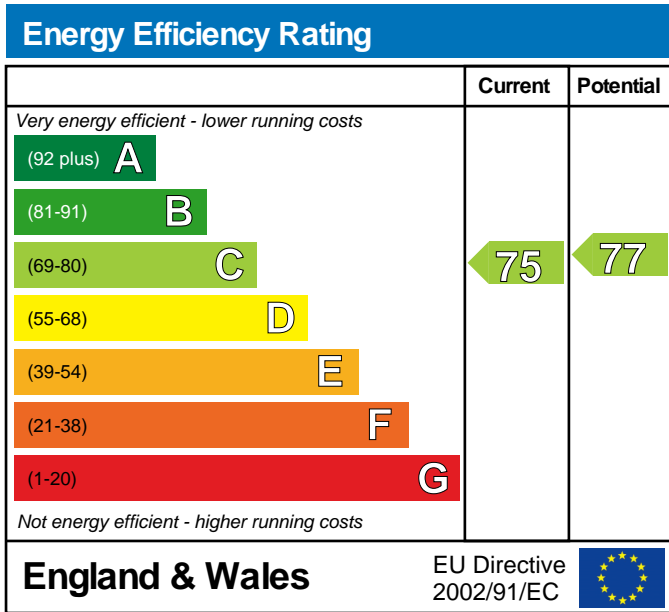 Energy Efficiency Rating
Current Potential
Very energy efficient - lower running costs
(92 plus) A
(81-91) B
(69-80) C 75 77
(55-68) D
(39-54) E
(21-38) F
(1-20) G
Not energy efficient - higher running costs
England & Wales
EU Directive
2002/91/EC